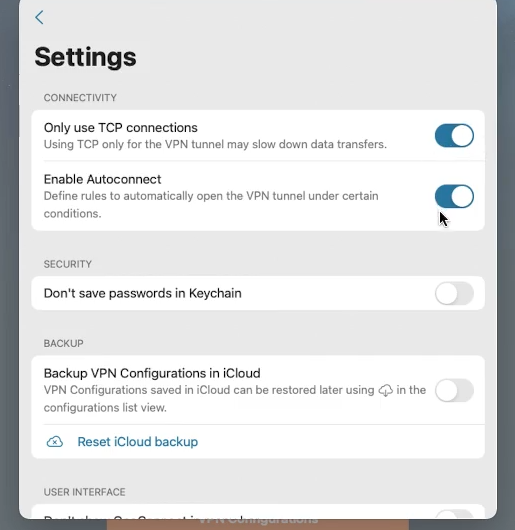 Settings
CONNECTIVITY
Only use TCP connections
Using TCP only for the VPN tunnel may slow down data transfers.
Enable Autoconnect
Define rules to automatically open the VPN tunnel under certain
conditions.
SECURITY
Don't save passwords in Keychain
BACKUP
Backup VPN Configurations in iCloud
VPN Configurations saved in iCloud can be restored later using in the
configurations list view.
Reset iCloud backup
USER INTERFACE
VPN Configurations